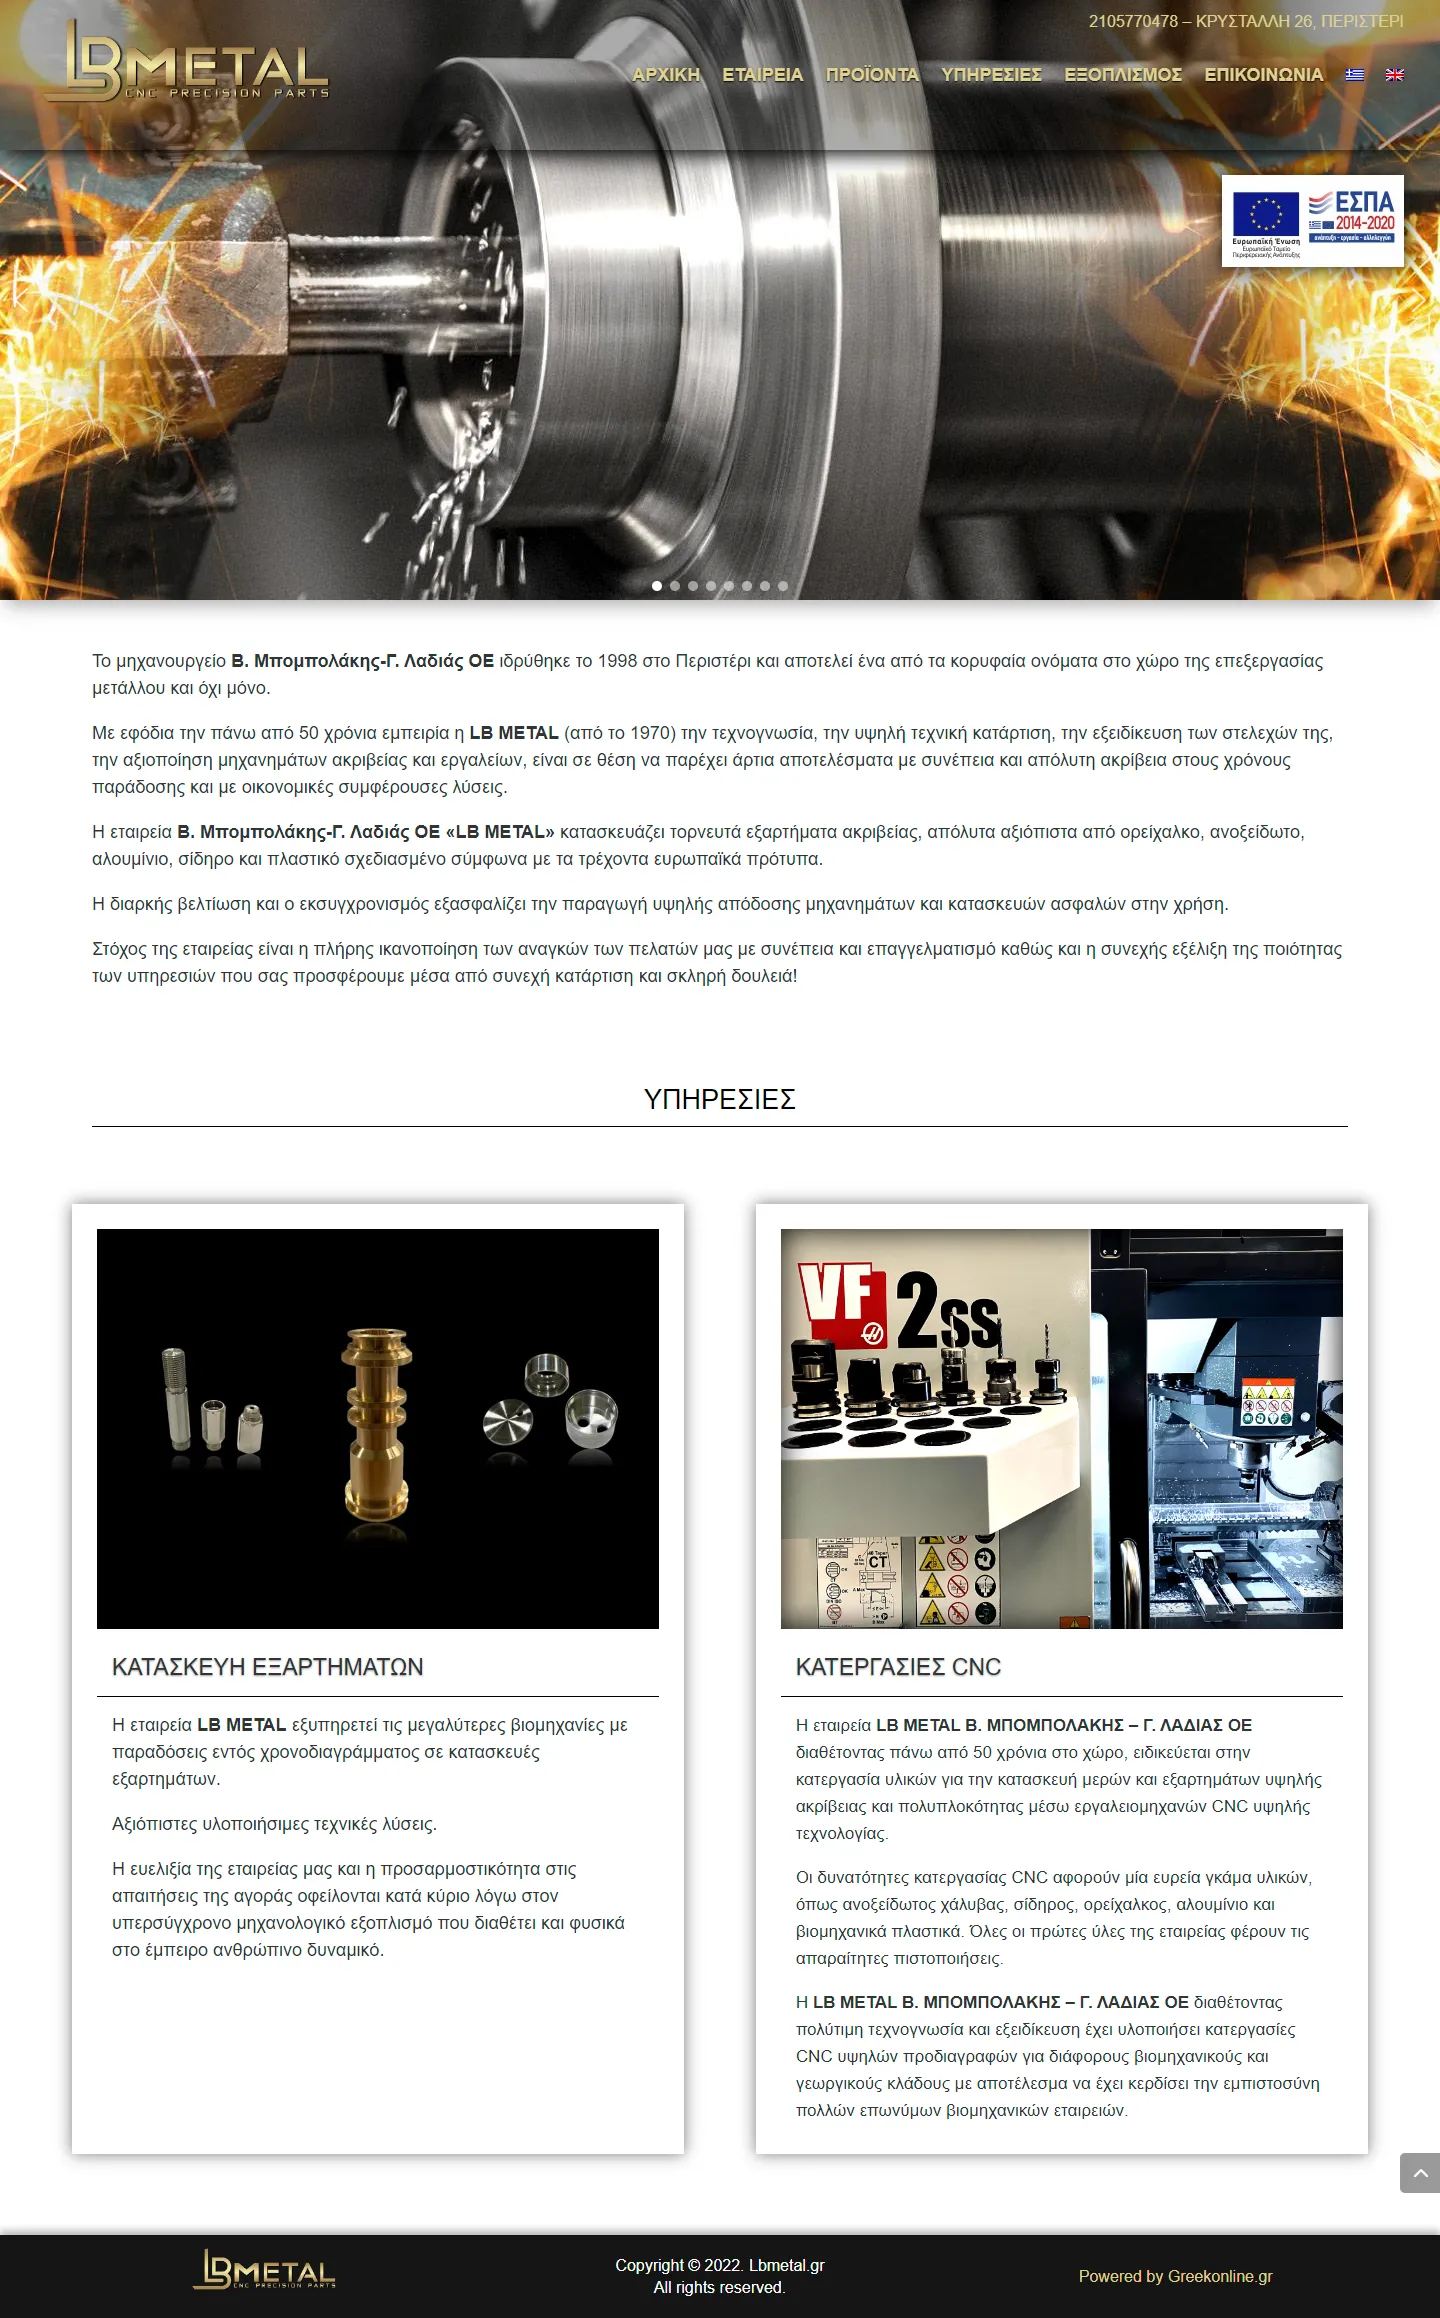 LBMETAL
CNC PRECISION PARTS
2105770478 – ΚΡΥΣΤΑΛΛΗ 26, ΠΕΡΙΣΤΕΡΙ
ΑΡΧΙΚΗ ΕΤΑΙΡΕΙΑ ΠΡΟΪΟΝΤΑ ΥΠΗΡΕΣΙΕΣ ΕΞΟΠΛΙΣΜΟΣ ΕΠΙΚΟΙΝΩΝΙΑ
Ευρωπαϊκή Ένωση
Ευρωπαϊκό Ταμείο
Περιφερειακής Ανάπτυξης
ΕΣΠΑ
2014-2020
ανάπτυξη - εργασία - αλληλεγγύη
Το μηχανουργείο Β. Μπομπολάκης-Γ. Λαδιάς ΟΕ ιδρύθηκε το 1998 στο Περιστέρι και αποτελεί ένα από τα κορυφαία ονόματα στο χώρο της επεξεργασίας
μετάλλου και όχι μόνο.
Με εφόδια την πάνω από 50 χρόνια εμπειρία η LB METAL (από το 1970) την τεχνογνωσία, την υψηλή τεχνική κατάρτιση, την εξειδίκευση των στελεχών της,
την αξιοποίηση μηχανημάτων ακριβείας και εργαλείων, είναι σε θέση να παρέχει άρτια αποτελέσματα με συνέπεια και απόλυτη ακρίβεια στους χρόνους
παράδοσης και με οικονομικές συμφέρουσες λύσεις.
Η εταιρεία Β. Μπομπολάκης-Γ. Λαδιάς ΟΕ «LB METAL» κατασκευάζει τορνευτά εξαρτήματα ακριβείας, απόλυτα αξιόπιστα από ορείχαλκο, ανοξείδωτο,
αλουμίνιο, σίδηρο και πλαστικό σχεδιασμένο σύμφωνα με τα τρέχοντα ευρωπαϊκά πρότυπα.
Η διαρκής βελτίωση και ο εκσυγχρονισμός εξασφαλίζει την παραγωγή υψηλής απόδοσης μηχανημάτων και κατασκευών ασφαλών στην χρήση.
Στόχος της εταιρείας είναι η πλήρης ικανοποίηση των αναγκών των πελατών μας με συνέπεια και επαγγελματισμό καθώς και η συνεχής εξέλιξη της ποιότητας
των υπηρεσιών που σας προσφέρουμε μέσα από συνεχή κατάρτιση και σκληρή δουλειά!
ΥΠΗΡΕΣΙΕΣ
ΚΑΤΑΣΚΕΥΗ ΕΞΑΡΤΗΜΑΤΩΝ
Η εταιρεία LB METAL εξυπηρετεί τις μεγαλύτερες βιομηχανίες με
παραδόσεις εντός χρονοδιαγράμματος σε κατασκευές
εξαρτημάτων.
Αξιόπιστες υλοποιήσιμες τεχνικές λύσεις.
Η ευελιξία της εταιρείας μας και η προσαρμοστικότητα στις
απαιτήσεις της αγοράς οφείλονται κατά κύριο λόγω στον
υπερσύγχρονο μηχανολογικό εξοπλισμό που διαθέτει και φυσικά
στο έμπειρο ανθρώπινο δυναμικό.
VF 2SS
CT
ΚΑΤΕΡΓΑΣΙΕΣ CNC
Η εταιρεία LB METAL Β. ΜΠΟΜΠΟΛΑΚΗΣ – Γ. ΛΑΔΙΑΣ ΟΕ
διαθέτοντας πάνω από 50 χρόνια στο χώρο, ειδικεύεται στην
κατεργασία υλικών για την κατασκευή μερών και εξαρτημάτων υψηλής
ακρίβειας και πολυπλοκότητας μέσω εργαλειομηχανών CNC υψηλής
τεχνολογίας.
Οι δυνατότητες κατεργασίας CNC αφορούν μία ευρεία γκάμα υλικών,
όπως ανοξείδωτος χάλυβας, σίδηρος, ορείχαλκος, αλουμίνιο και
βιομηχανικά πλαστικά. Όλες οι πρώτες ύλες της εταιρείας φέρουν τις
απαραίτητες πιστοποιήσεις.
Η LB METAL Β. ΜΠΟΜΠΟΛΑΚΗΣ – Γ. ΛΑΔΙΑΣ ΟΕ διαθέτοντας
πολύτιμη τεχνογνωσία και εξειδίκευση έχει υλοποιήσει κατεργασίες
CNC υψηλών προδιαγραφών για διάφορους βιομηχανικούς και
γεωργικούς κλάδους με αποτέλεσμα να έχει κερδίσει την εμπιστοσύνη
πολλών επωνύμων βιομηχανικών εταιρειών.
LBMETAL
CNC PRECISION PARTS
Copyright © 2022. Lbmetal.gr
All rights reserved.
Powered by Greekonline.gr